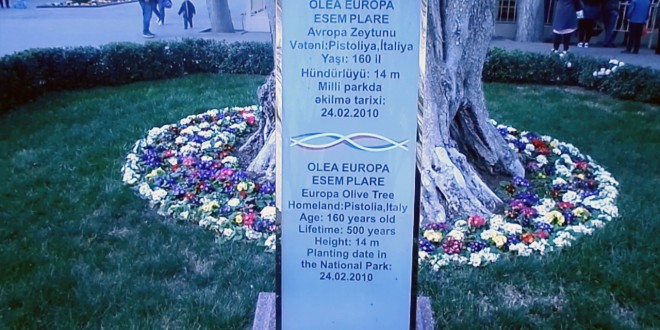 OLEA EUROPA
ESEM PLARE
Avropa Zeytunu
Vətəni:Pistoliya,İtaliya
Yaşı: 160 il
Hündürlüyü: 14 m
Milli parkda
əkilmə tarixi:
24.02.2010
OLEA EUROPA
ESEM PLARE
Europa Olive Tree
Homeland:Pistolia,Italy
Age: 160 years old
Lifetime: 500 years
Height: 14 m
Planting date in
the National Park:
24.02.2010